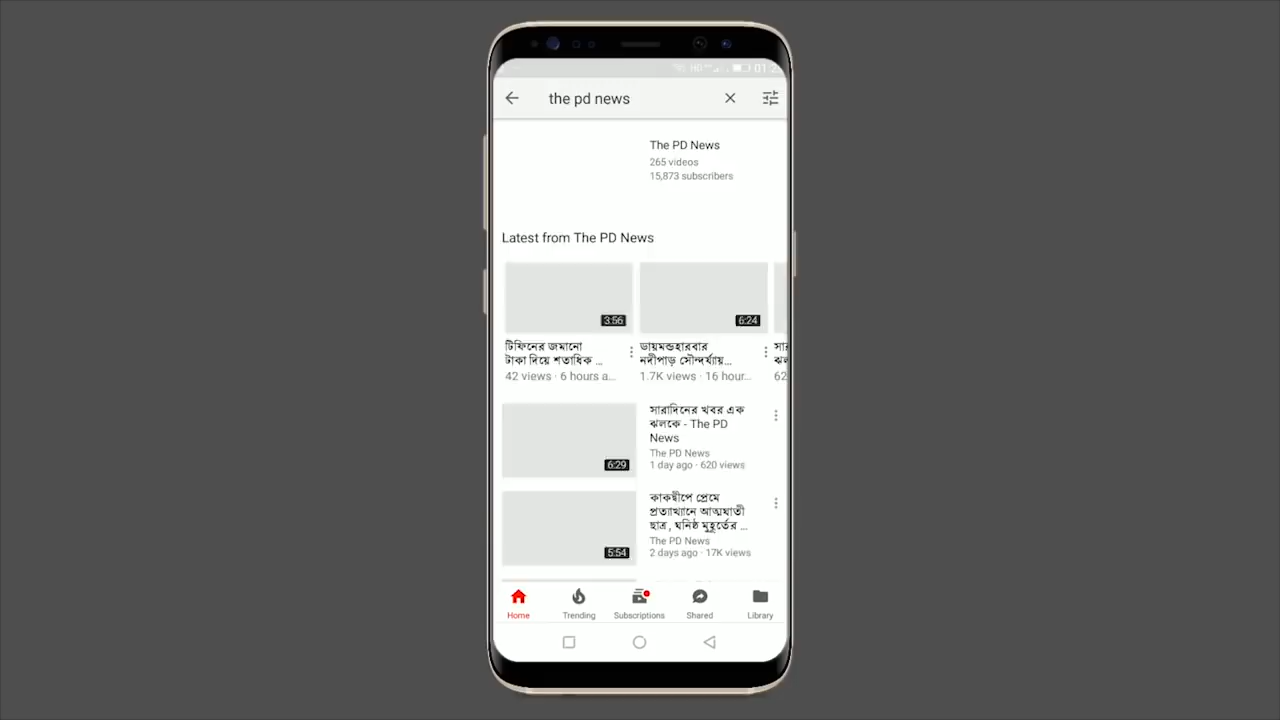 HD
the pd news
The PD News
265 videos
15,873 subscribers
Latest from The PD News
3:56
6:24
টিফিনের জমানো
টাকা দিয়ে শতাধিক ...
42 views · 6 hours a...
ডায়মন্ডহারবার
নদীপাড় সৌন্দর্য্যায়...
1.7K views · 16 hour...
62
6:29
সারাদিনের খবর এক
ঝলকে - The PD
News
The PD News
1 day ago · 620 views
5:54
কাকদ্বীপে প্রেমে
প্রত্যাখ্যানে আত্মঘাতী
ছাত্র, ঘনিষ্ঠ মুহূর্তের ...
The PD News
2 days ago · 17K views
Home
Trending
Subscriptions
Shared
Library